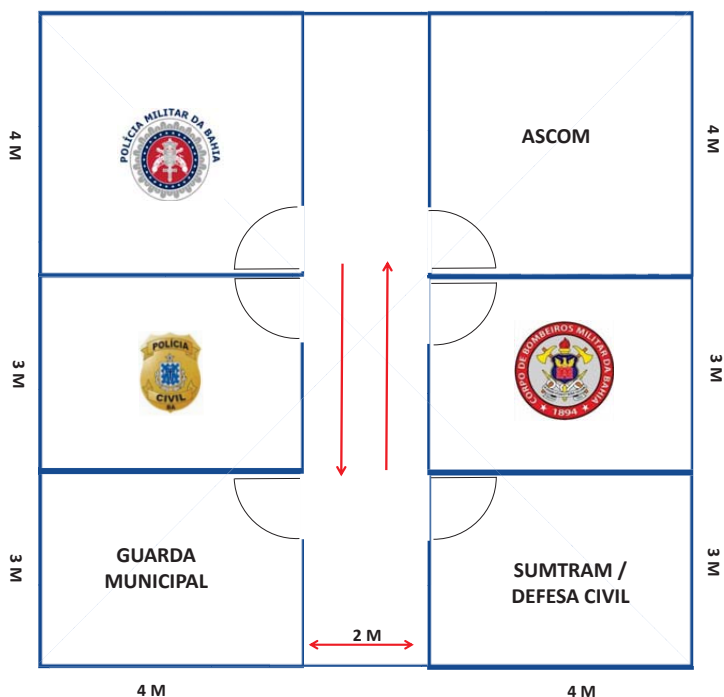 4 M
POLÍCIA MILITAR DA BAHIA
ASCOM
4 M
3 M
POLÍCIA
CIVIL
BA
CORPO DE BOMBEIROS MILITAR DA BAHIA
★ 1894 ★
3 M
3 M
GUARDA
MUNICIPAL
SUMTRAM /
DEFESA CIVIL
3 M
2 M
4 M
4 M